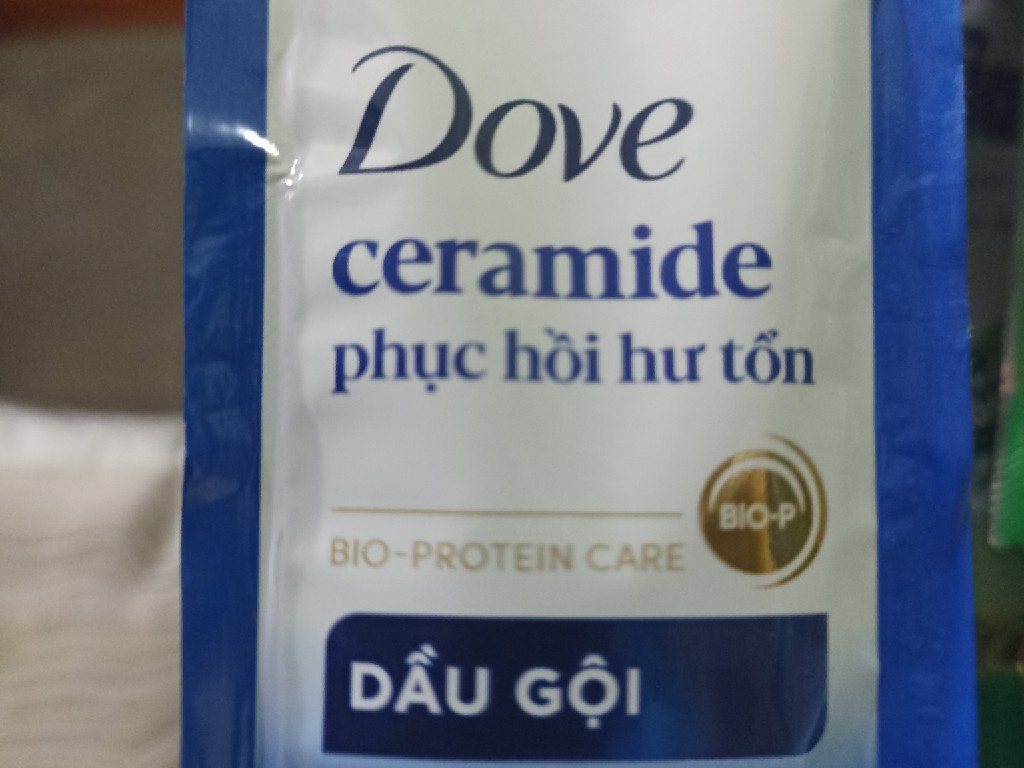 Dove
ceramide
phục hồi hư tổn
BIO-P
BIO-PROTEIN CARE
DẦU GỘI